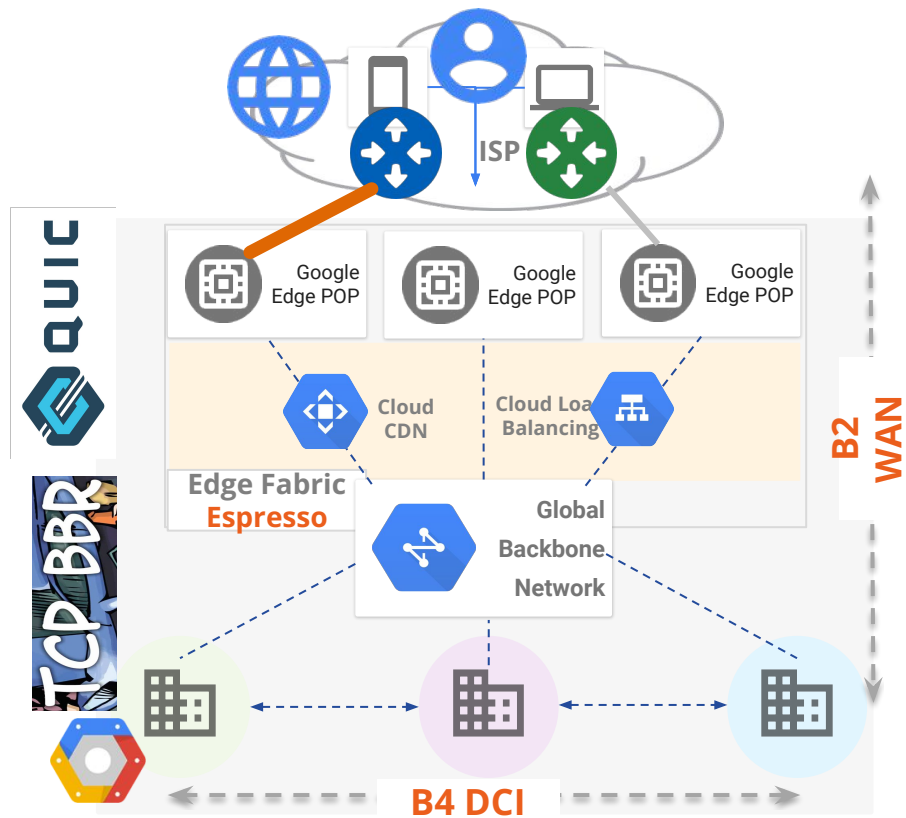 ISP
QUIC
Google
Edge POP
Google
Edge POP
Google
Edge POP
Cloud
CDN
Cloud Loa
Balancing
Edge Fabric
Espresso
Global
Backbone
Network
B2
WAN
TCP BBR
B4 DCI